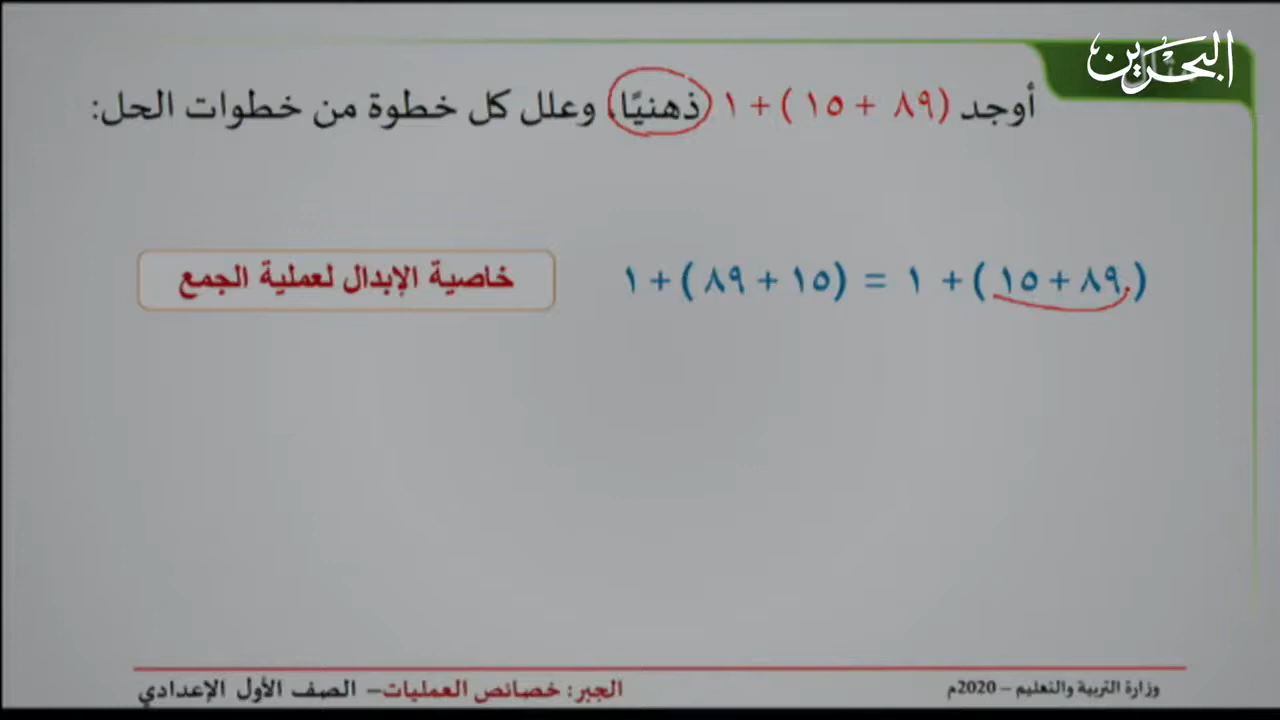 البحرين
أوجد (٨٩ + ١٥) + ١ ذهنيًا، وعلل كل خطوة من خطوات الحل:
(٨٩ + ١٥) + ١ = (١٥ + ٨٩) + ١
خاصية الإبدال لعملية الجمع
وزارة التربية والتعليم – 2020م
الجبر: خصائص العمليات– الصف الأول الإعدادي